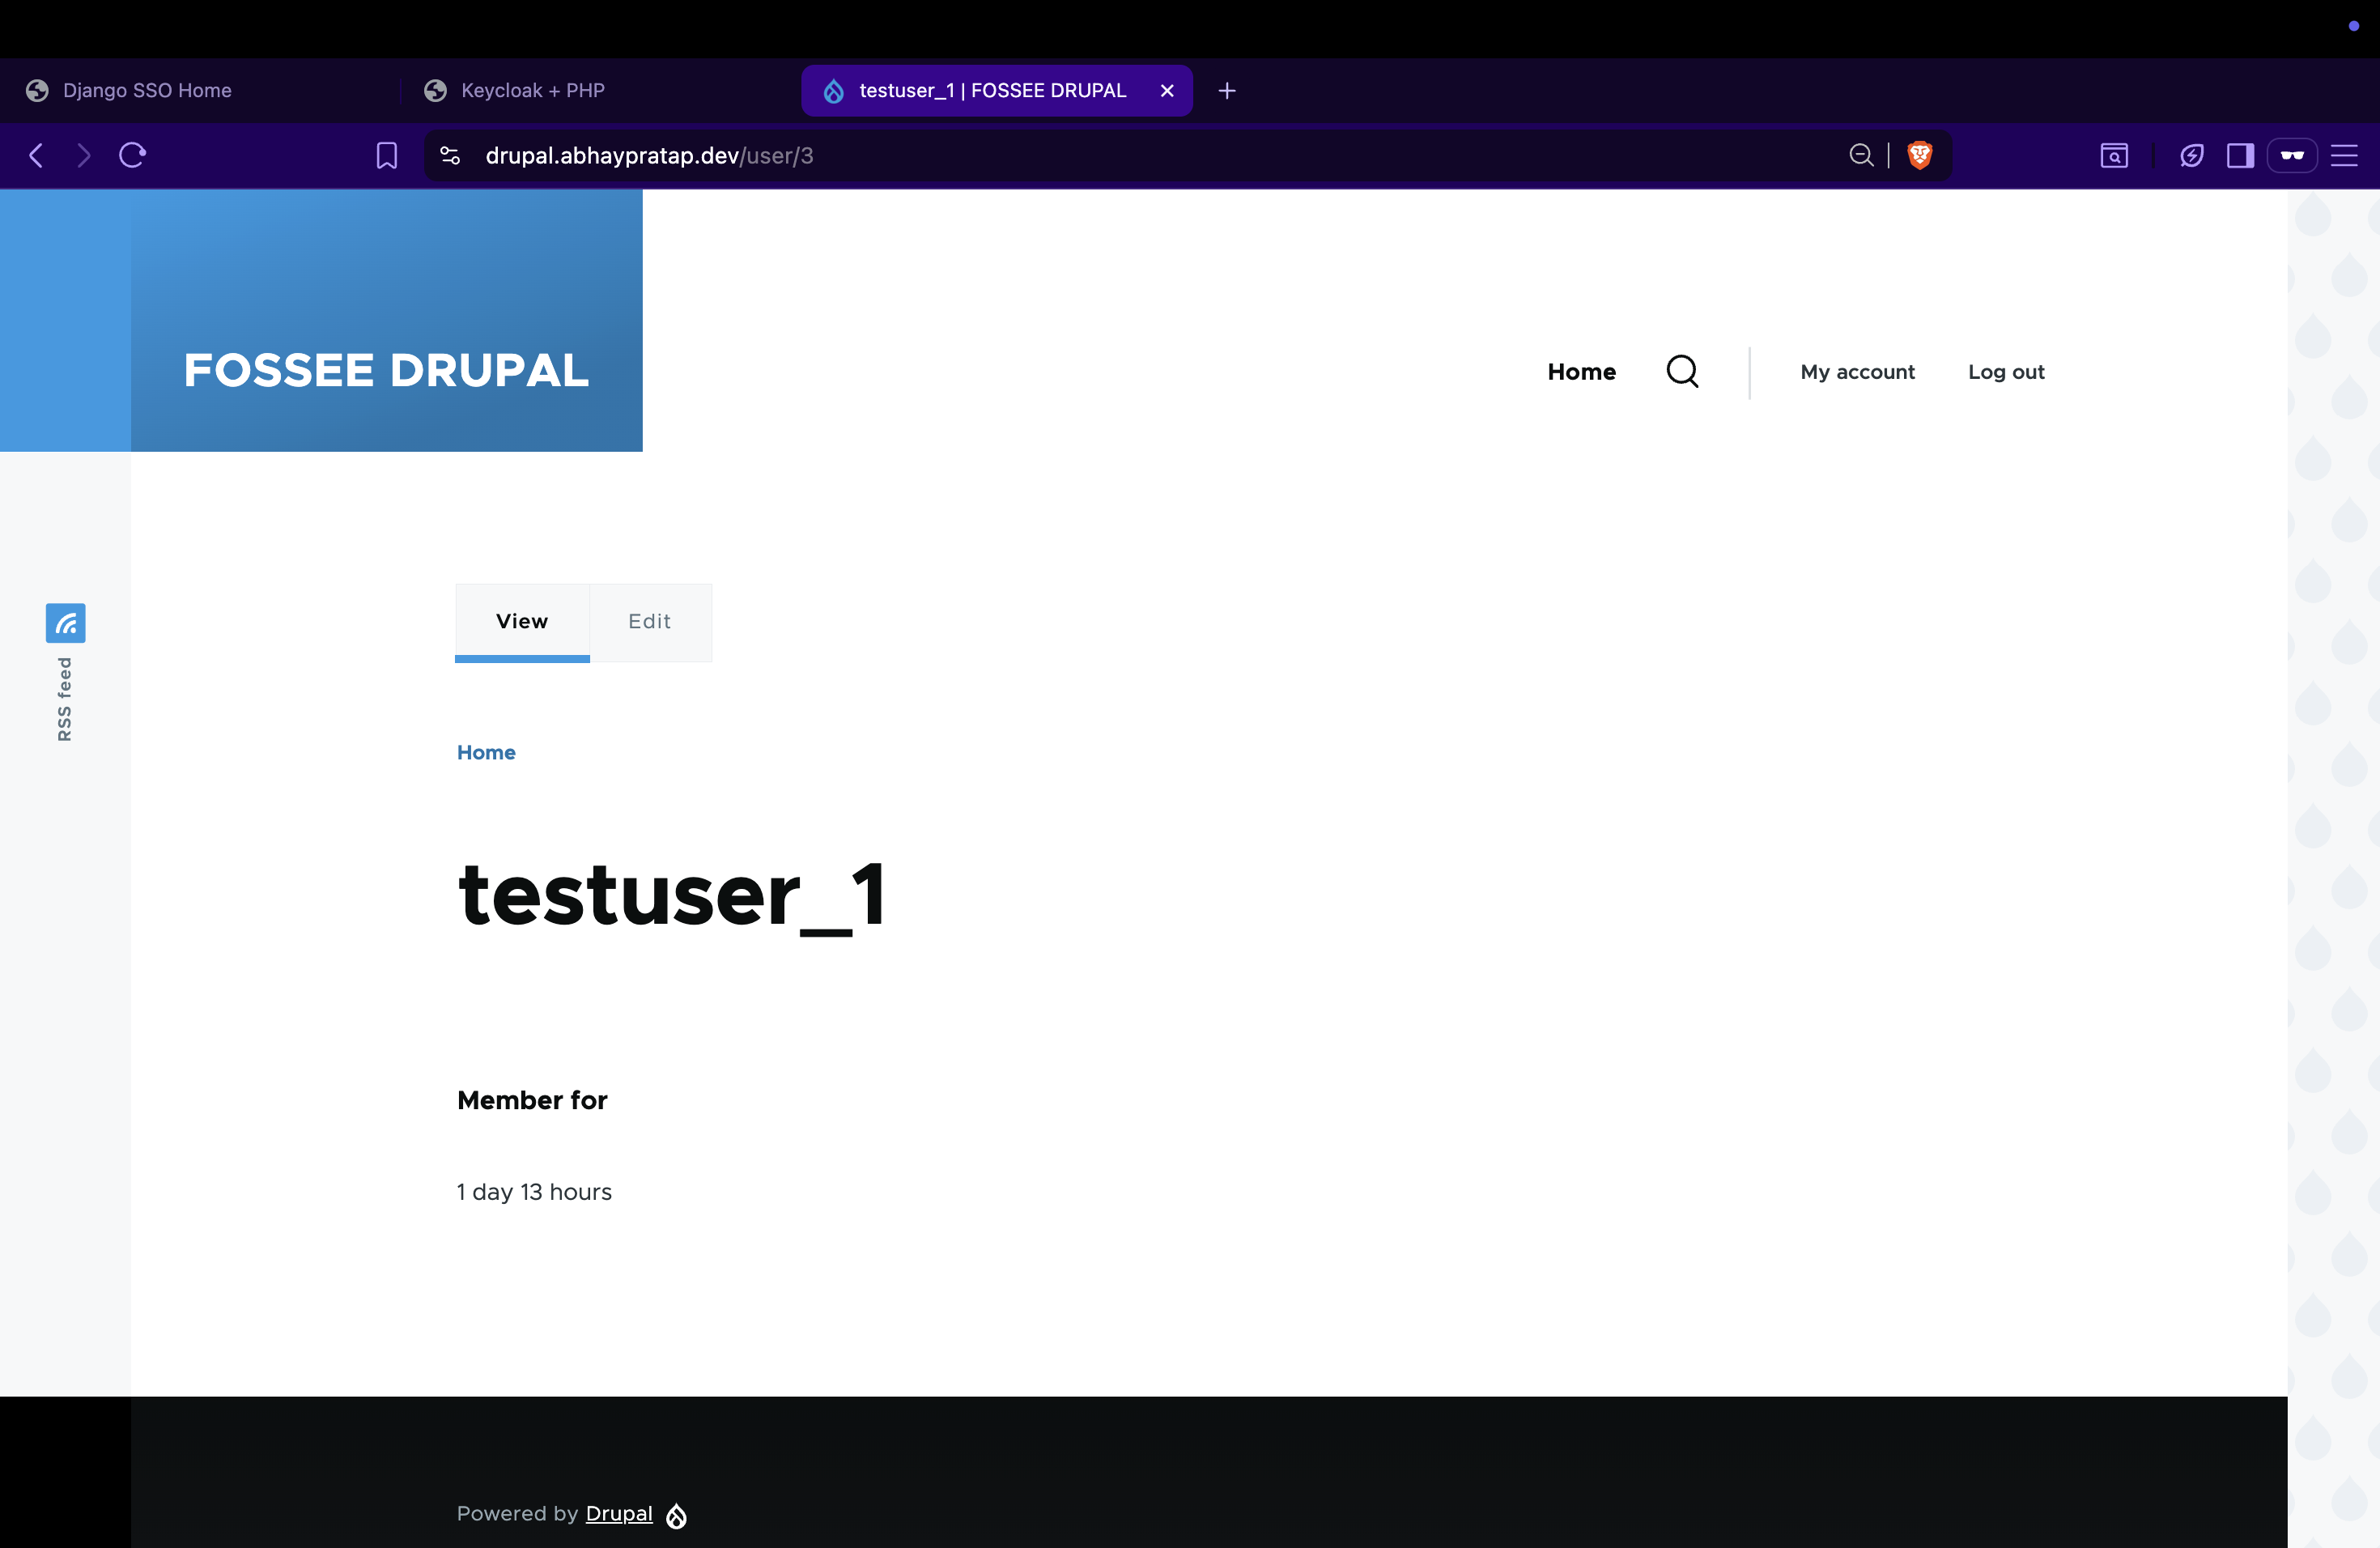 Django SSO Home
Keycloak + PHP
testuser_1 | FOSSEE DRUPAL
drupal.abhaypratap.dev/user/3
FOSSEE DRUPAL
Home
My account
Log out
View
Edit
RSS feed
Home
testuser_1
Member for
1 day 13 hours
Powered by Drupal